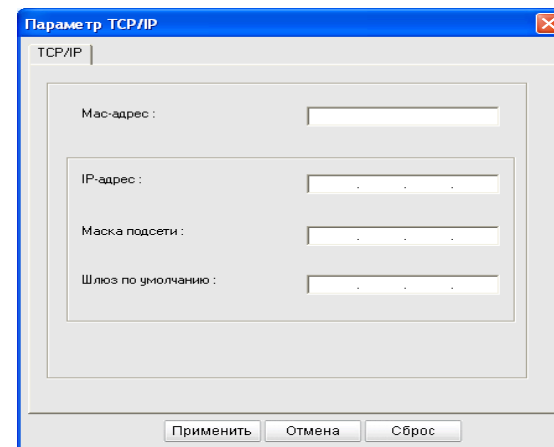 Параметр TCP/IP
TCP/IP
Mac-адрес :
IP-адрес :
. . .
Маска подсети :
. . .
Шлюз по умолчанию :
. . .
Применить Отмена Сброс